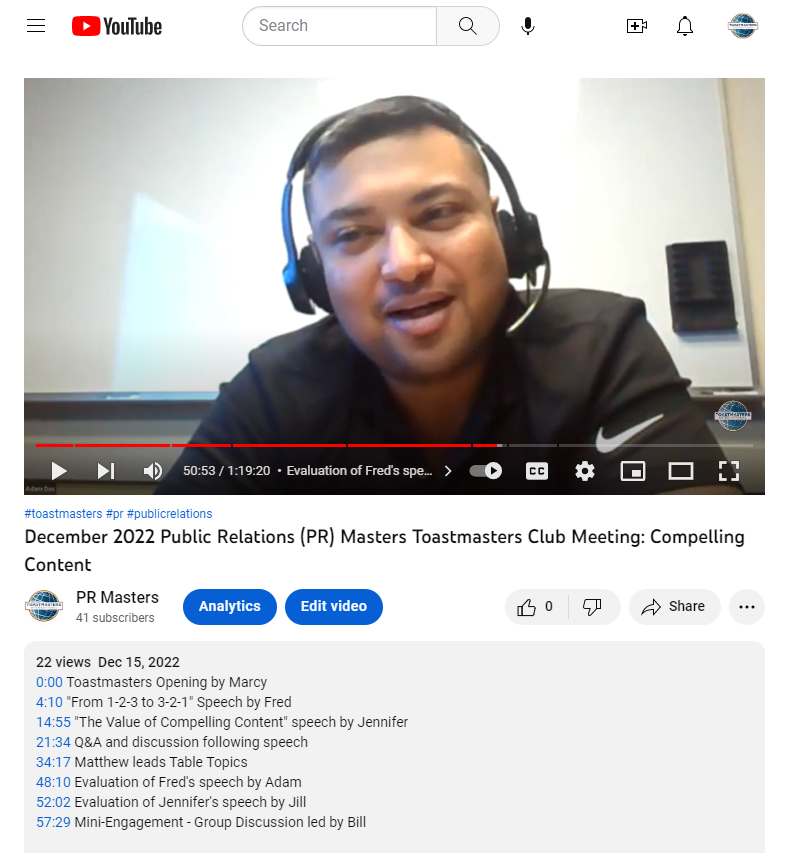 YouTube
Search
TOASTMASTERS
50:53 / 1:19:20 • Evaluation of Fred's spe...
CC
Adam Das
#toastmasters #pr #publicrelations
December 2022 Public Relations (PR) Masters Toastmasters Club Meeting: Compelling
Content
TOASTMASTERS
PR Masters
41 subscribers
Analytics
Edit video
0
Share
22 views Dec 15, 2022
0:00 Toastmasters Opening by Marcy
4:10 "From 1-2-3 to 3-2-1" Speech by Fred
14:55 "The Value of Compelling Content" speech by Jennifer
21:34 Q&A and discussion following speech
34:17 Matthew leads Table Topics
48:10 Evaluation of Fred's speech by Adam
52:02 Evaluation of Jennifer's speech by Jill
57:29 Mini-Engagement - Group Discussion led by Bill